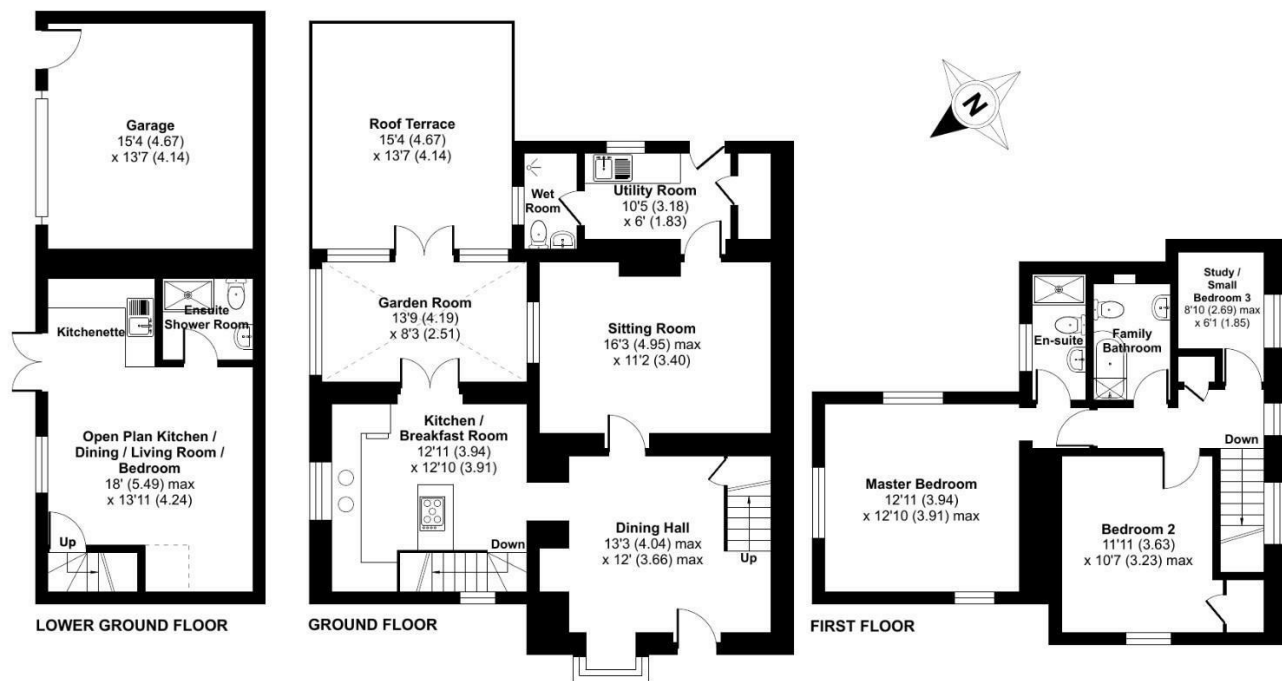 Garage
15'4 (4.67)
x 13'7 (4.14)
Kitchenette
Ensuite
Shower Room
Open Plan Kitchen /
Dining / Living Room /
Bedroom
18' (5.49) max
x 13'11 (4.24)
Up
LOWER GROUND FLOOR
Roof Terrace
15'4 (4.67)
x 13'7 (4.14)
Wet
Room
Utility Room
10'5 (3.18)
x 6' (1.83)
Garden Room
13'9 (4.19)
x 8'3 (2.51)
Sitting Room
16'3 (4.95) max
x 11'2 (3.40)
Kitchen /
Breakfast Room
12'11 (3.94)
x 12'10 (3.91)
Down
Dining Hall
13'3 (4.04) max
x 12' (3.66) max
Up
GROUND FLOOR
N
Study /
Small
Bedroom 3
8'10 (2.69) max
x 6'1 (1.85)
En-suite
Family
Bathroom
Down
Master Bedroom
12'11 (3.94)
x 12'10 (3.91) max
Bedroom 2
11'11 (3.63)
x 10'7 (3.23) max
FIRST FLOOR